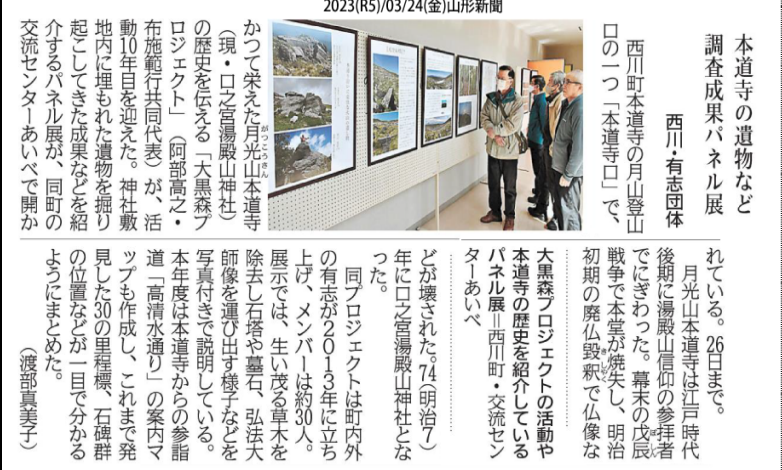 2023(R5)/03/24(金)山形新聞
本道寺の遺物など
調査成果パネル展
西川・有志団体
西川町本道寺の月山登山
口の一つ「本道寺口」で、
かつて栄えた月光山本道寺
がっこうさん
(現・口之宮湯殿山神社)
の歴史を伝える「大黒森プ
ロジェクト」(阿部高之・
布施範行共同代表)が、活
動10年目を迎えた。神社敷
地内に埋もれた遺物を掘り
起こしてきた成果などを紹
介するパネル展が、同町の
交流センターあいべで開か
れている。26日まで。
月光山本道寺は江戸時代
後期に湯殿山信仰の参拝者
でにぎわった。幕末の戊辰
ぼしん
戦争で本堂が焼失し、明治
初期の廃仏毀釈で仏像な
きしゃく
大黒森プロジェクトの活動や
本道寺の歴史を紹介している
パネル展=西川町・交流セン
ターあいべ
どが壊された。74(明治7)
年に口之宮湯殿山神社とな
った。
同プロジェクトは町内外
の有志が2013年に立ち
上げ、メンバーは約30人。
展示では、生い茂る草木を
除去し石塔や墓石、弘法大
師像を運び出す様子などを
写真付きで説明している。
本年度は本道寺からの参詣
道「高清水通り」の案内マ
ップも作成し、これまで発
見した30の里程標、石碑群
の位置などが一目で分かる
ようにまとめた。
(渡部真美子)